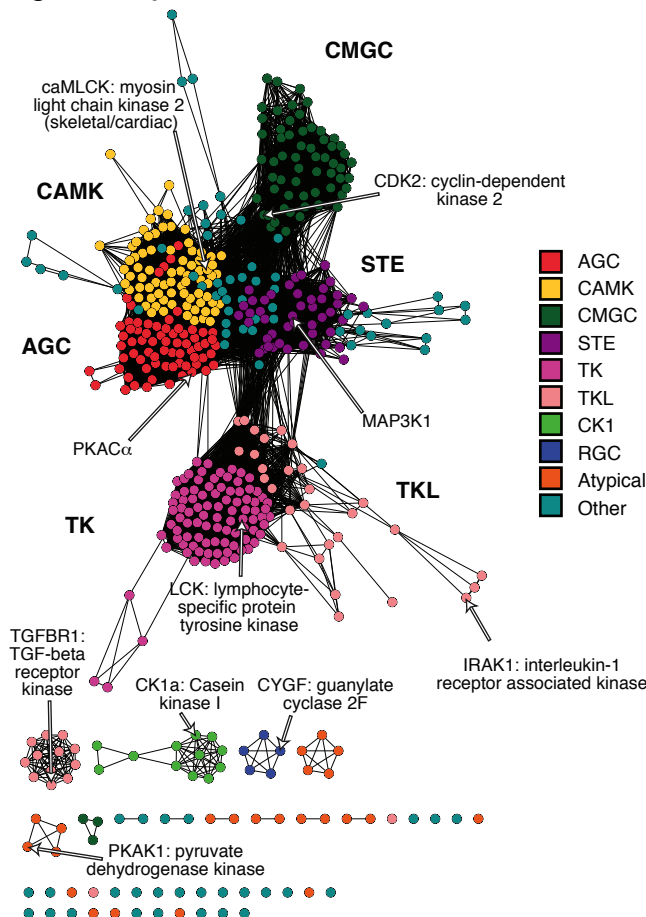 CMGC
caMLCK: myosin
light chain kinase 2
(skeletal/cardiac)
CAMK
CDK2: cyclin-dependent
kinase 2
STE
AGC
CAMK
CMGC
STE
TK
TKL
CK1
RGC
Atypical
Other
AGC
PKACα
MAP3K1
TKL
TK
LCK: lymphocyte-
specific protein
tyrosine kinase
TGFBR1:
TGF-beta
receptor
kinase
IRAK1: interleukin-1
receptor associated kinase
CK1a: Casein
kinase I
CYGF: guanylate
cyclase 2F
PKAK1: pyruvate
dehydrogenase kinase